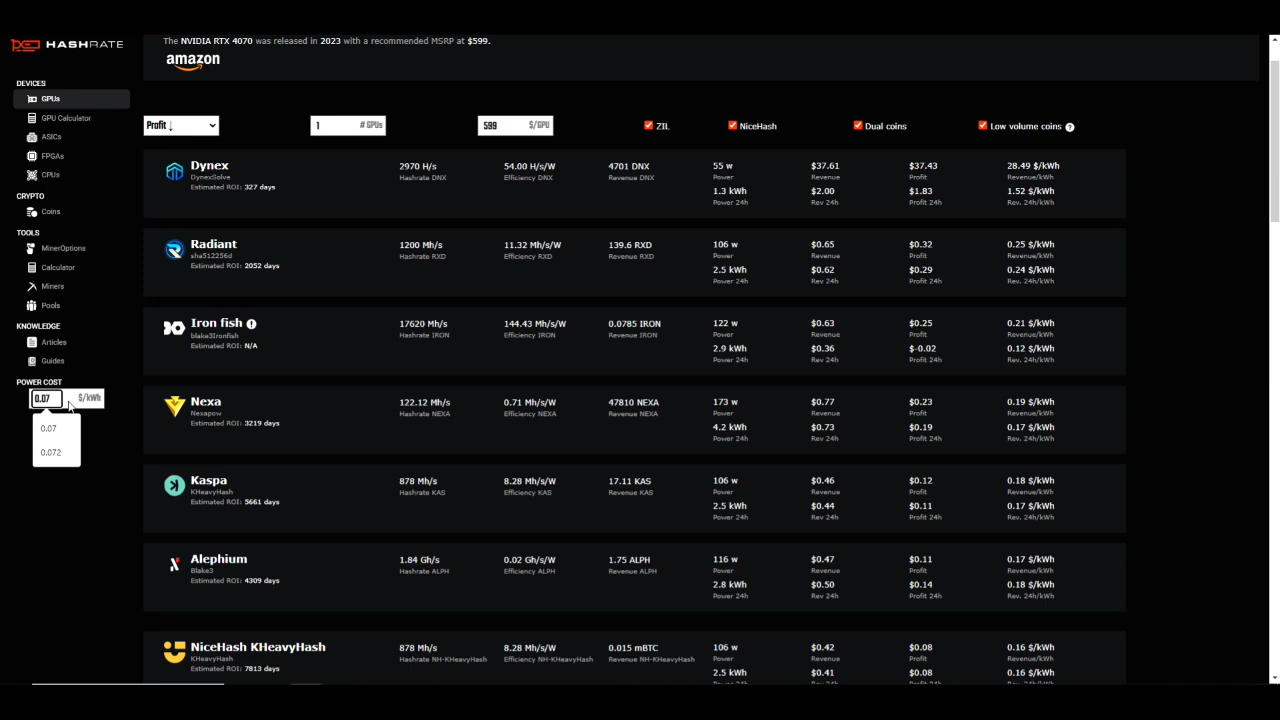 The NVIDIA RTX 4070 was released in 2023 with a recommended MSRP at $599.
HASHRATE
amazon
DEVICES
GPUs
GPU Calculator
ASICs
FPGAs
CPUs
CRYPTO
Coins
TOOLS
MinerOptions
Calculator
Miners
Pools
KNOWLEDGE
Articles
Guides
POWER COST
0.07 $/kWh
0.07
0.072
Profit ↓
1 # GPUs
599 $/GPU
ZIL
NiceHash
Dual coins
Low volume coins ?
Dynex
DynexSolve
Estimated ROI: 327 days
2970 H/s
Hashrate DNX
54.00 H/s/W
Efficiency DNX
4701 DNX
Revenue DNX
55 w
Power
1.3 kWh
Power 24h
$37.61
Revenue
$2.00
Rev 24h
$37.43
Profit
$1.83
Profit 24h
28.49 $/kWh
Revenue/kWh
1.52 $/kWh
Rev. 24h/kWh
Radiant
sha512256d
Estimated ROI: 2052 days
1200 Mh/s
Hashrate RXD
11.32 Mh/s/W
Efficiency RXD
139.6 RXD
Revenue RXD
106 w
Power
2.5 kWh
Power 24h
$0.65
Revenue
$0.62
Rev 24h
$0.32
Profit
$0.29
Profit 24h
0.25 $/kWh
Revenue/kWh
0.24 $/kWh
Rev. 24h/kWh
Iron fish
blake3Ironfish
Estimated ROI: N/A
17620 Mh/s
Hashrate IRON
144.43 Mh/s/W
Efficiency IRON
0.0785 IRON
Revenue IRON
122 w
Power
2.9 kWh
Power 24h
$0.63
Revenue
$0.36
Rev 24h
$0.25
Profit
$-0.02
Profit 24h
0.21 $/kWh
Revenue/kWh
0.12 $/kWh
Rev. 24h/kWh
Nexa
Nexapow
Estimated ROI: 3219 days
122.12 Mh/s
Hashrate NEXA
0.71 Mh/s/W
Efficiency NEXA
47810 NEXA
Revenue NEXA
173 w
Power
4.2 kWh
Power 24h
$0.77
Revenue
$0.73
Rev 24h
$0.23
Profit
$0.19
Profit 24h
0.19 $/kWh
Revenue/kWh
0.17 $/kWh
Rev. 24h/kWh
Kaspa
KHeavyHash
Estimated ROI: 5661 days
878 Mh/s
Hashrate KAS
8.28 Mh/s/W
Efficiency KAS
17.11 KAS
Revenue KAS
106 w
Power
2.5 kWh
Power 24h
$0.46
Revenue
$0.44
Rev 24h
$0.12
Profit
$0.11
Profit 24h
0.18 $/kWh
Revenue/kWh
0.17 $/kWh
Rev. 24h/kWh
Alephium
Blake3
Estimated ROI: 4309 days
1.84 Gh/s
Hashrate ALPH
0.02 Gh/s/W
Efficiency ALPH
1.75 ALPH
Revenue ALPH
116 w
Power
2.8 kWh
Power 24h
$0.47
Revenue
$0.50
Rev 24h
$0.11
Profit
$0.14
Profit 24h
0.17 $/kWh
Revenue/kWh
0.18 $/kWh
Rev. 24h/kWh
NiceHash KHeavyHash
KHeavyHash
Estimated ROI: 7813 days
878 Mh/s
Hashrate NH-KHeavyHash
8.28 Mh/s/W
Efficiency NH-KHeavyHash
0.015 mBTC
Revenue NH-KHeavyHash
106 w
Power
2.5 kWh
$0.42
Revenue
$0.41
$0.08
Profit
$0.08
0.16 $/kWh
Revenue/kWh
0.16 $/kWh